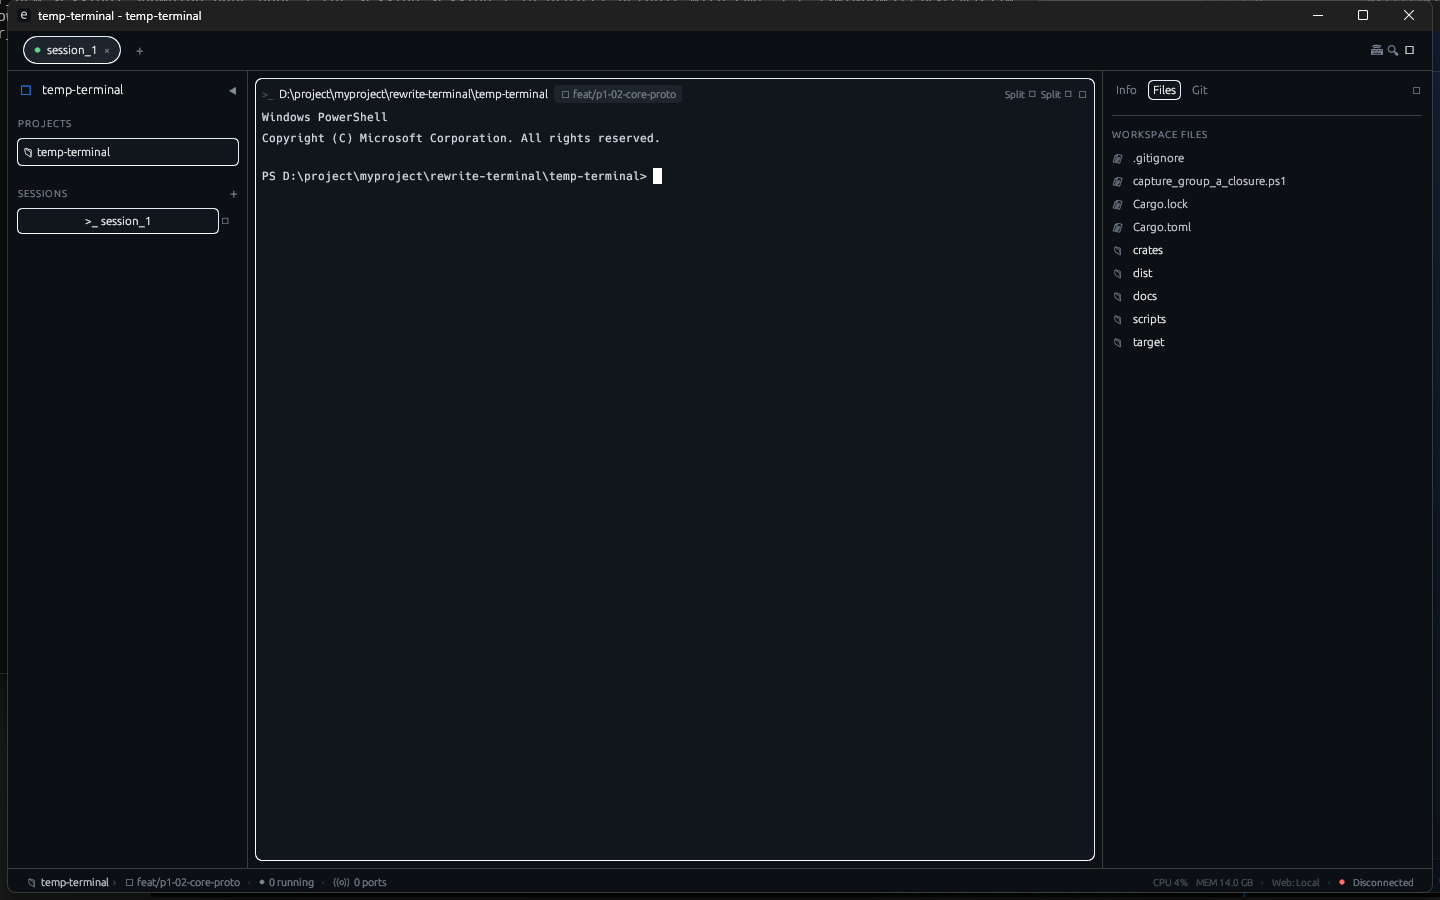 temp-terminal - temp-terminal
session_1 × +
temp-terminal
PROJECTS
temp-terminal
SESSIONS +
>_ session_1
>_ D:\project\myproject\rewrite-terminal\temp-terminal feat/p1-02-core-proto Split Split
Windows PowerShell
Copyright (C) Microsoft Corporation. All rights reserved.
PS D:\project\myproject\rewrite-terminal\temp-terminal>
Info Files Git
WORKSPACE FILES
.gitignore
capture_group_a_closure.ps1
Cargo.lock
Cargo.toml
crates
dist
docs
scripts
target
temp-terminal › feat/p1-02-core-proto · 0 running · ((o)) 0 ports
CPU 4% MEM 14.0 GB · Web: Local · Disconnected